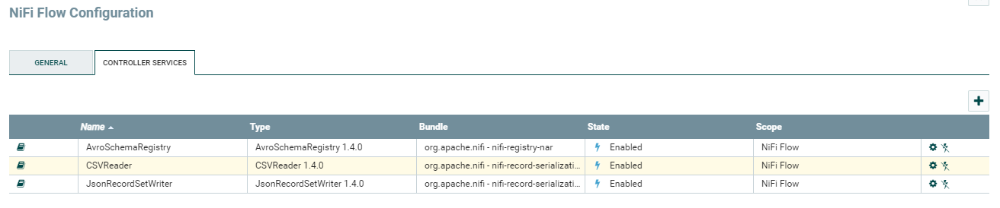 NiFi Flow Configuration
GENERAL
CONTROLLER SERVICES
Name Type Bundle State Scope
AvroSchemaRegistry AvroSchemaRegistry 1.4.0 org.apache.nifi - nifi-registry-nar Enabled NiFi Flow
CSVReader CSVReader 1.4.0 org.apache.nifi - nifi-record-serializati... Enabled NiFi Flow
JsonRecordSetWriter JsonRecordSetWriter 1.4.0 org.apache.nifi - nifi-record-serializati... Enabled NiFi Flow